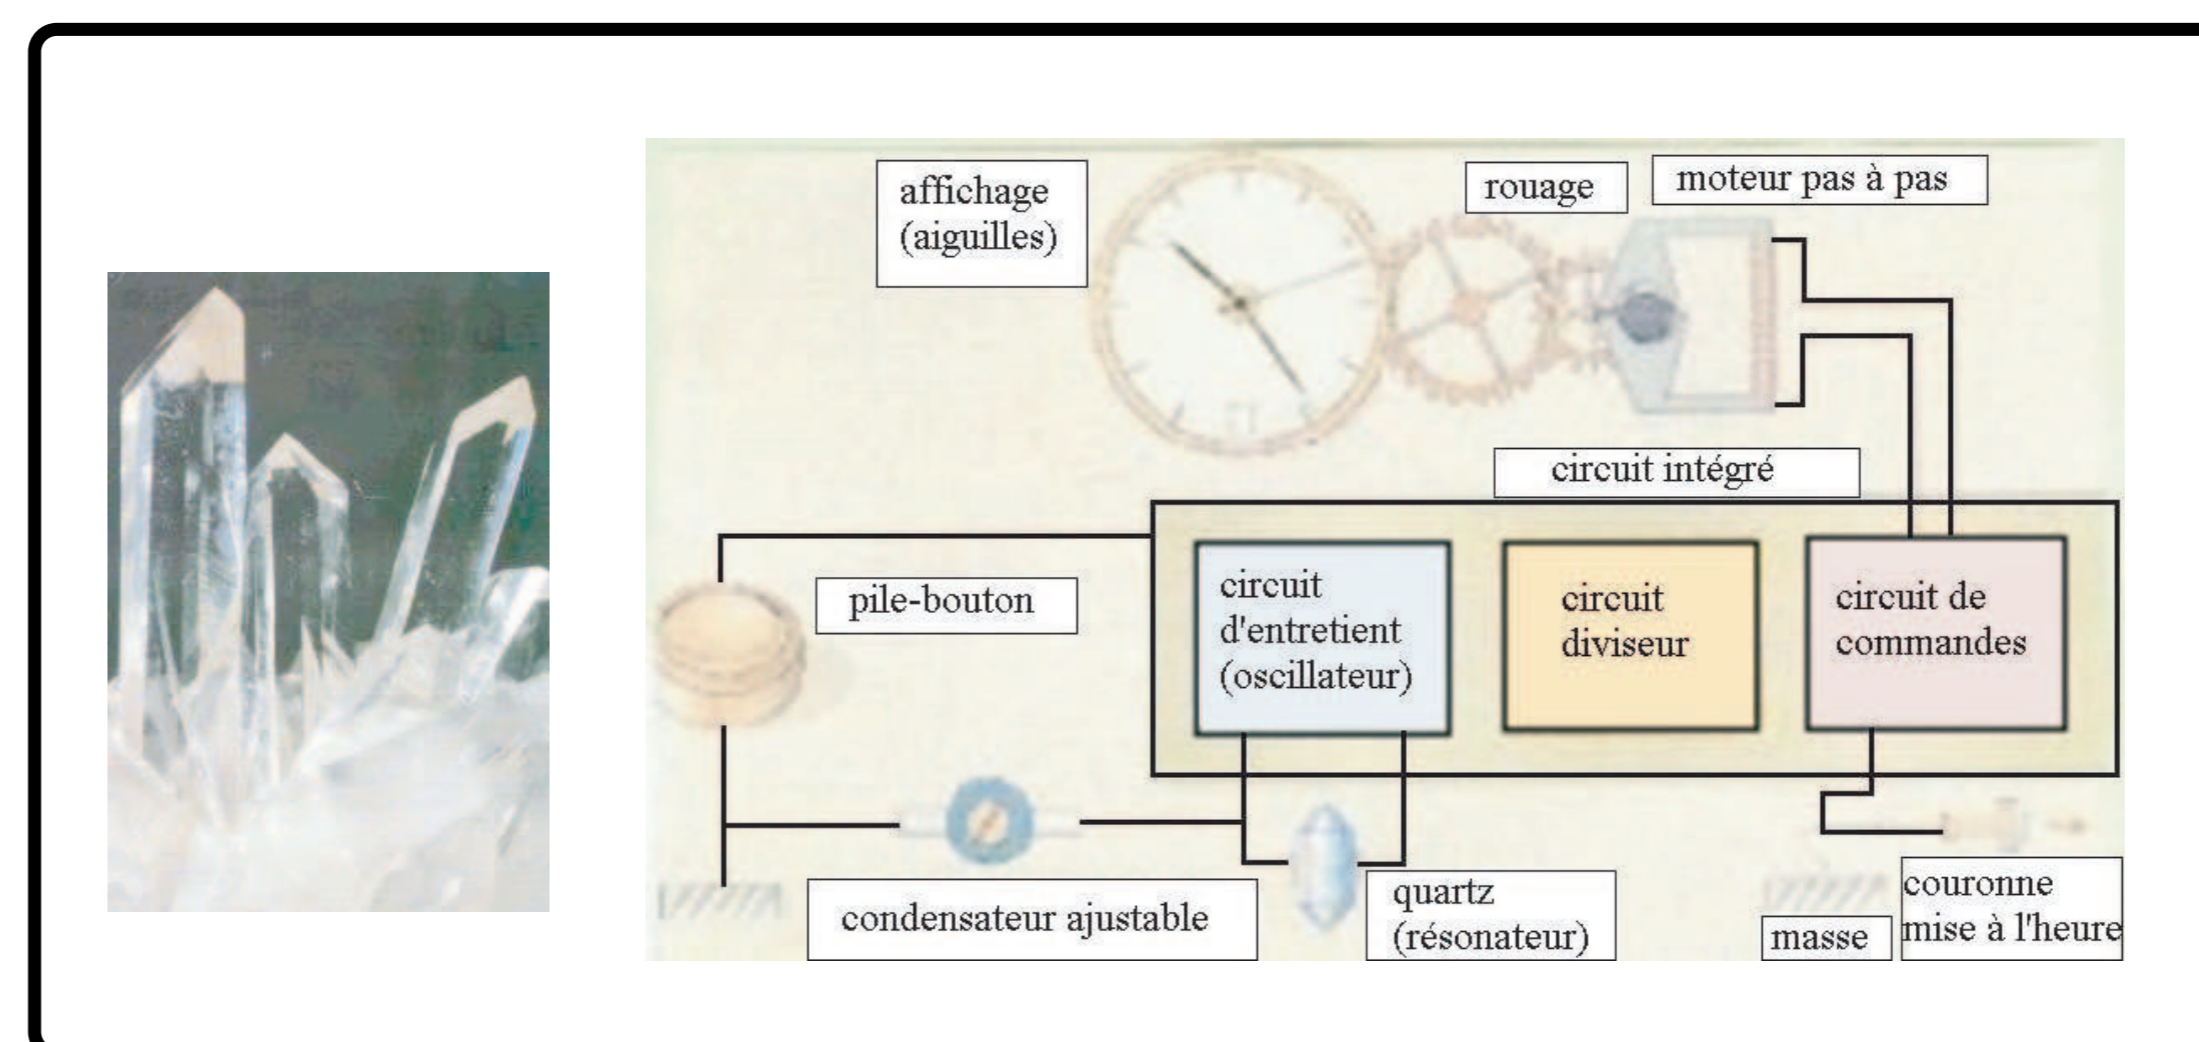 affichage
(aiguilles)
rouage
moteur pas à pas
circuit intégré
pile-bouton
circuit
d'entretient
(oscillateur)
circuit
diviseur
circuit de
commandes
condensateur ajustable
quartz
(résonateur)
masse
couronne
mise à l'heure